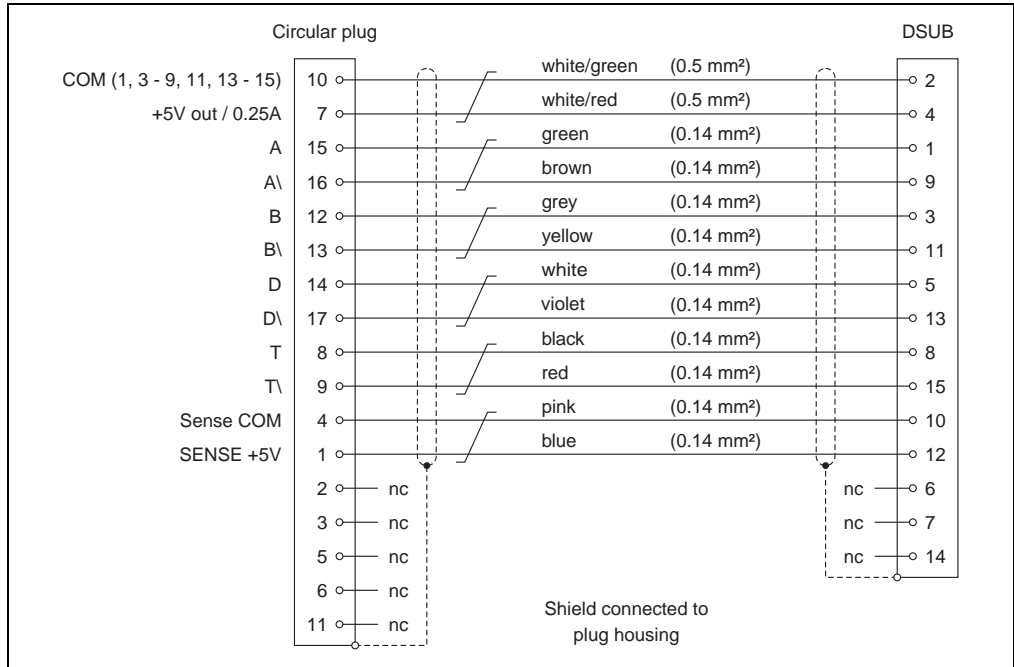 Circular plug DSUB
COM (1, 3 - 9, 11, 13 - 15) 10 white/green (0.5 mm²) 2
+5V out / 0.25A 7 white/red (0.5 mm²) 4
A 15 green (0.14 mm²) 1
A\ 16 brown (0.14 mm²) 9
B 12 grey (0.14 mm²) 3
B\ 13 yellow (0.14 mm²) 11
D 14 white (0.14 mm²) 5
D\ 17 violet (0.14 mm²) 13
T 8 black (0.14 mm²) 8
T\ 9 red (0.14 mm²) 15
Sense COM 4 pink (0.14 mm²) 10
SENSE +5V 1 blue (0.14 mm²) 12
2 nc nc 6
3 nc nc 7
5 nc nc 14
6 nc
11 nc
Shield connected to
plug housing